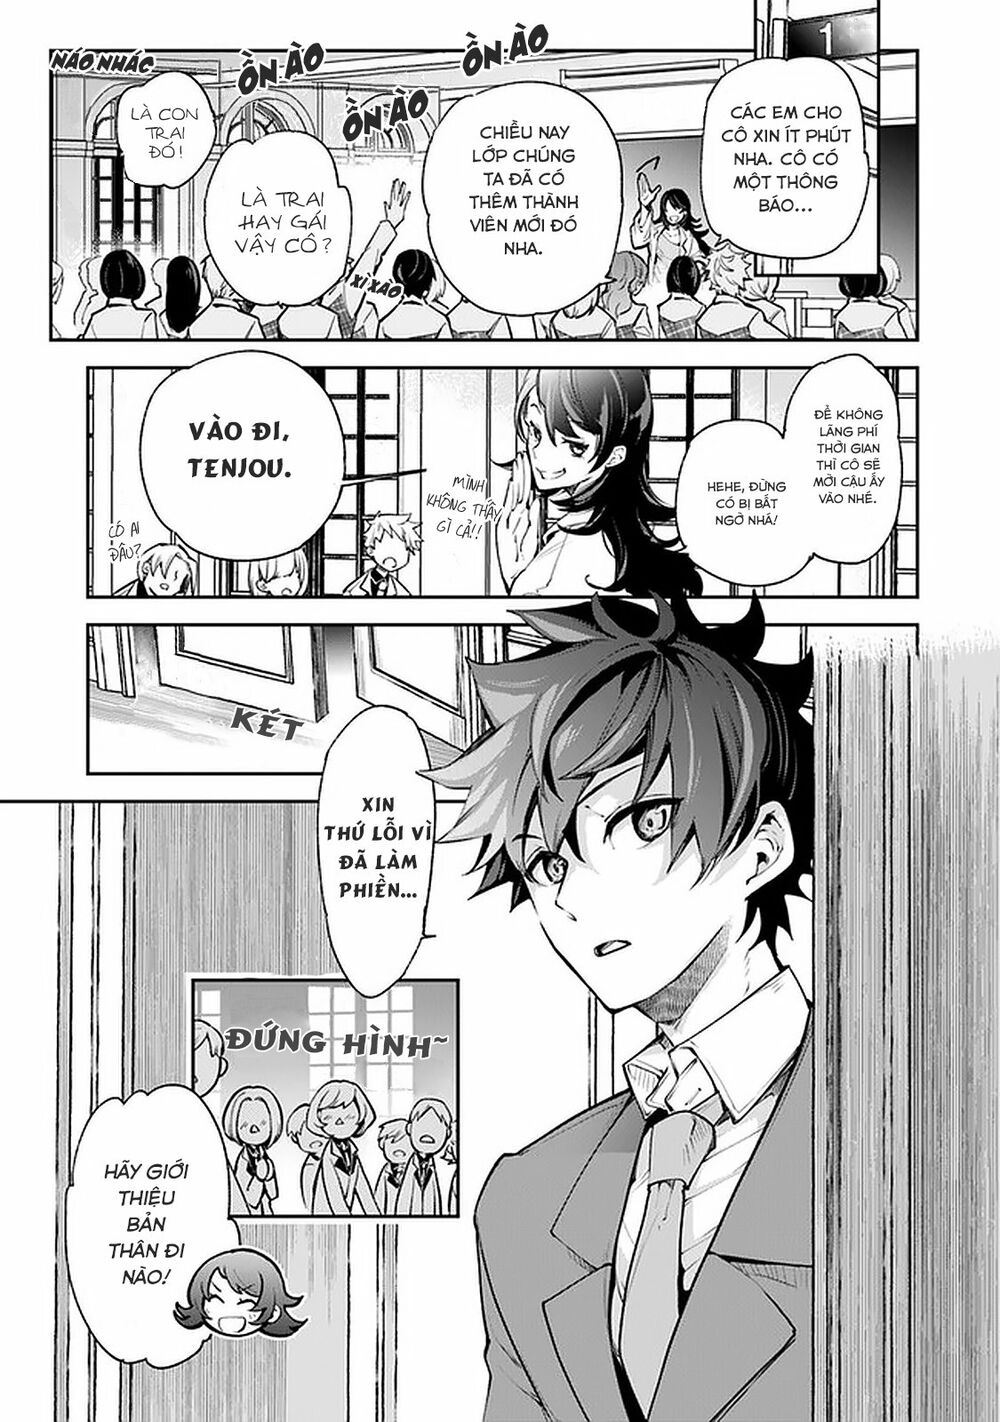 1
CÁC EM CHO
CÔ XIN ÍT PHÚT
NHA. CÔ CÓ
MỘT THÔNG
BÁO...
CHIỀU NAY
LỚP CHÚNG
TA ĐÃ CÓ
THÊM THÀNH
VIÊN MỚI ĐÓ
NHA.
ỒN ÀO
ỒN ÀO
ỒN ÀO
NÁO NHÁC
LÀ TRAI
HAY GÁI
VẬY CÔ?
LÀ CON
TRAI
ĐÓ!
XÌ XÀO
ĐỂ KHÔNG
LÃNG PHÍ
THỜI GIAN
THÌ CÔ SẼ
MỜI CẬU ẤY
VÀO NHÉ.
HEHE, ĐỪNG
CÓ BỊ BẤT
NGỜ NHÁ!
VÀO ĐI,
TENJOU.
MÌNH
KHÔNG THẤY
GÌ CẢ!!
CÓ AI
ĐÂU?
KÉT
XIN
THỨ LỖI VÌ
ĐÃ LÀM
PHIỀN...
ĐỨNG HÌNH~
HÃY GIỚI
THIỆU
BẢN
THÂN ĐI
NÀO!